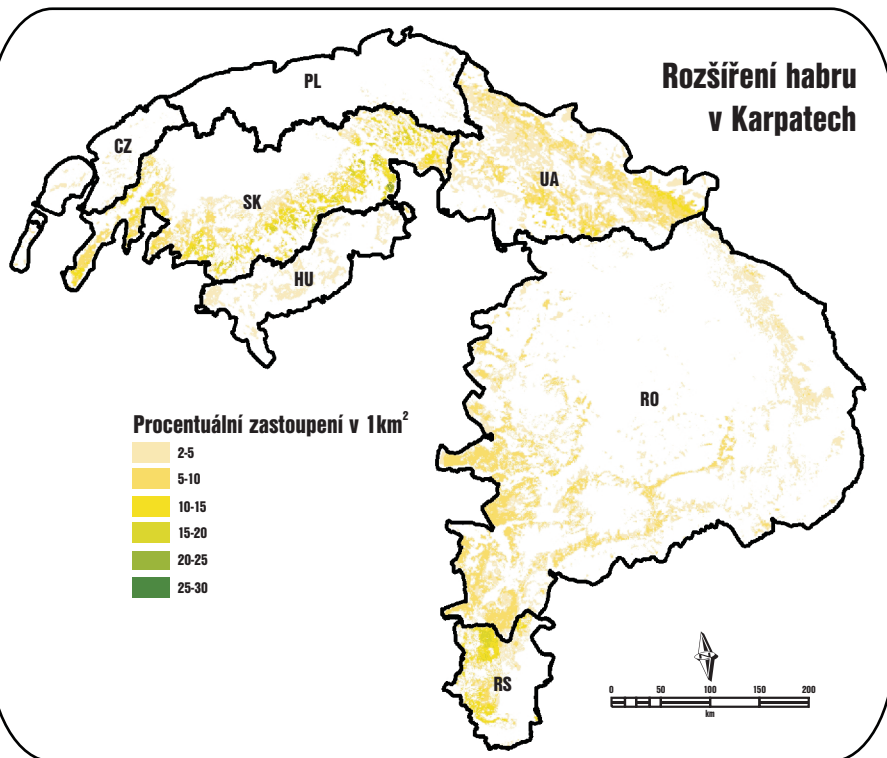 Rozšíření habru
v Karpatech
PL
CZ
SK
UA
HU
RO
RS
Procentuální zastoupení v 1km²
2-5
5-10
10-15
15-20
20-25
25-30
0 50 100 150 200
km